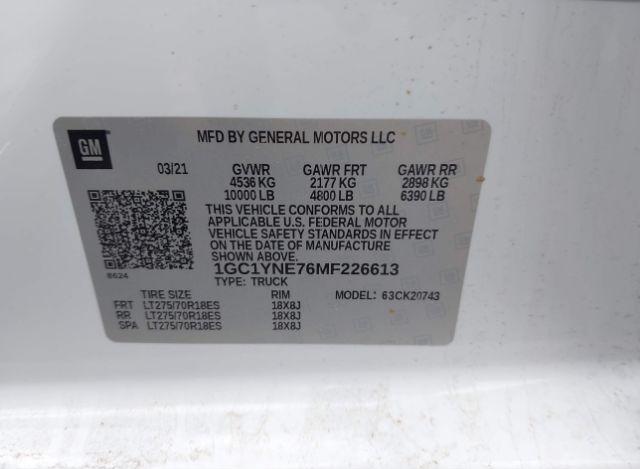 GM
MFD BY GENERAL MOTORS LLC
03/21 GVWR GAWR FRT GAWR RR
4536 KG 2177 KG 2898 KG
10000 LB 4800 LB 6390 LB
THIS VEHICLE CONFORMS TO ALL
APPLICABLE U.S. FEDERAL MOTOR
VEHICLE SAFETY STANDARDS IN EFFECT
ON THE DATE OF MANUFACTURE
SHOWN ABOVE.
8624 1GC1YNE76MF226613
TYPE: TRUCK
TIRE SIZE RIM MODEL: 63CK20743
FRT LT275/70R18ES 18X8J
RR LT275/70R18ES 18X8J
SPA LT275/70R18ES 18X8J